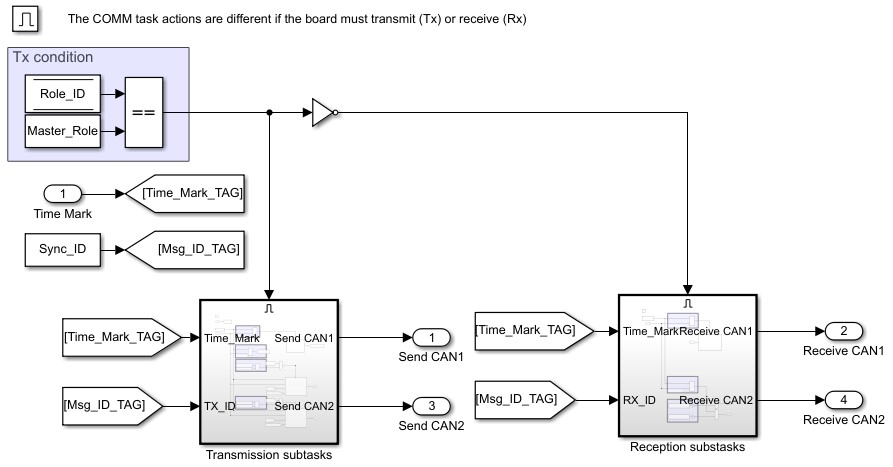 The COMM task actions are different if the board must transmit (Tx) or receive (Rx)
Tx condition
Role_ID
==
Master_Role
1
[Time_Mark_TAG]
Time Mark
Sync_ID
[Msg_ID_TAG]
[Time_Mark_TAG]
Time_Mark
Send CAN1
1
Send CAN1
[Msg_ID_TAG]
TX_ID
Send CAN2
3
Send CAN2
Transmission subtasks
[Time_Mark_TAG]
Time_Mark
Receive CAN1
2
Receive CAN1
[Msg_ID_TAG]
RX_ID
Receive CAN2
4
Receive CAN2
Reception substasks